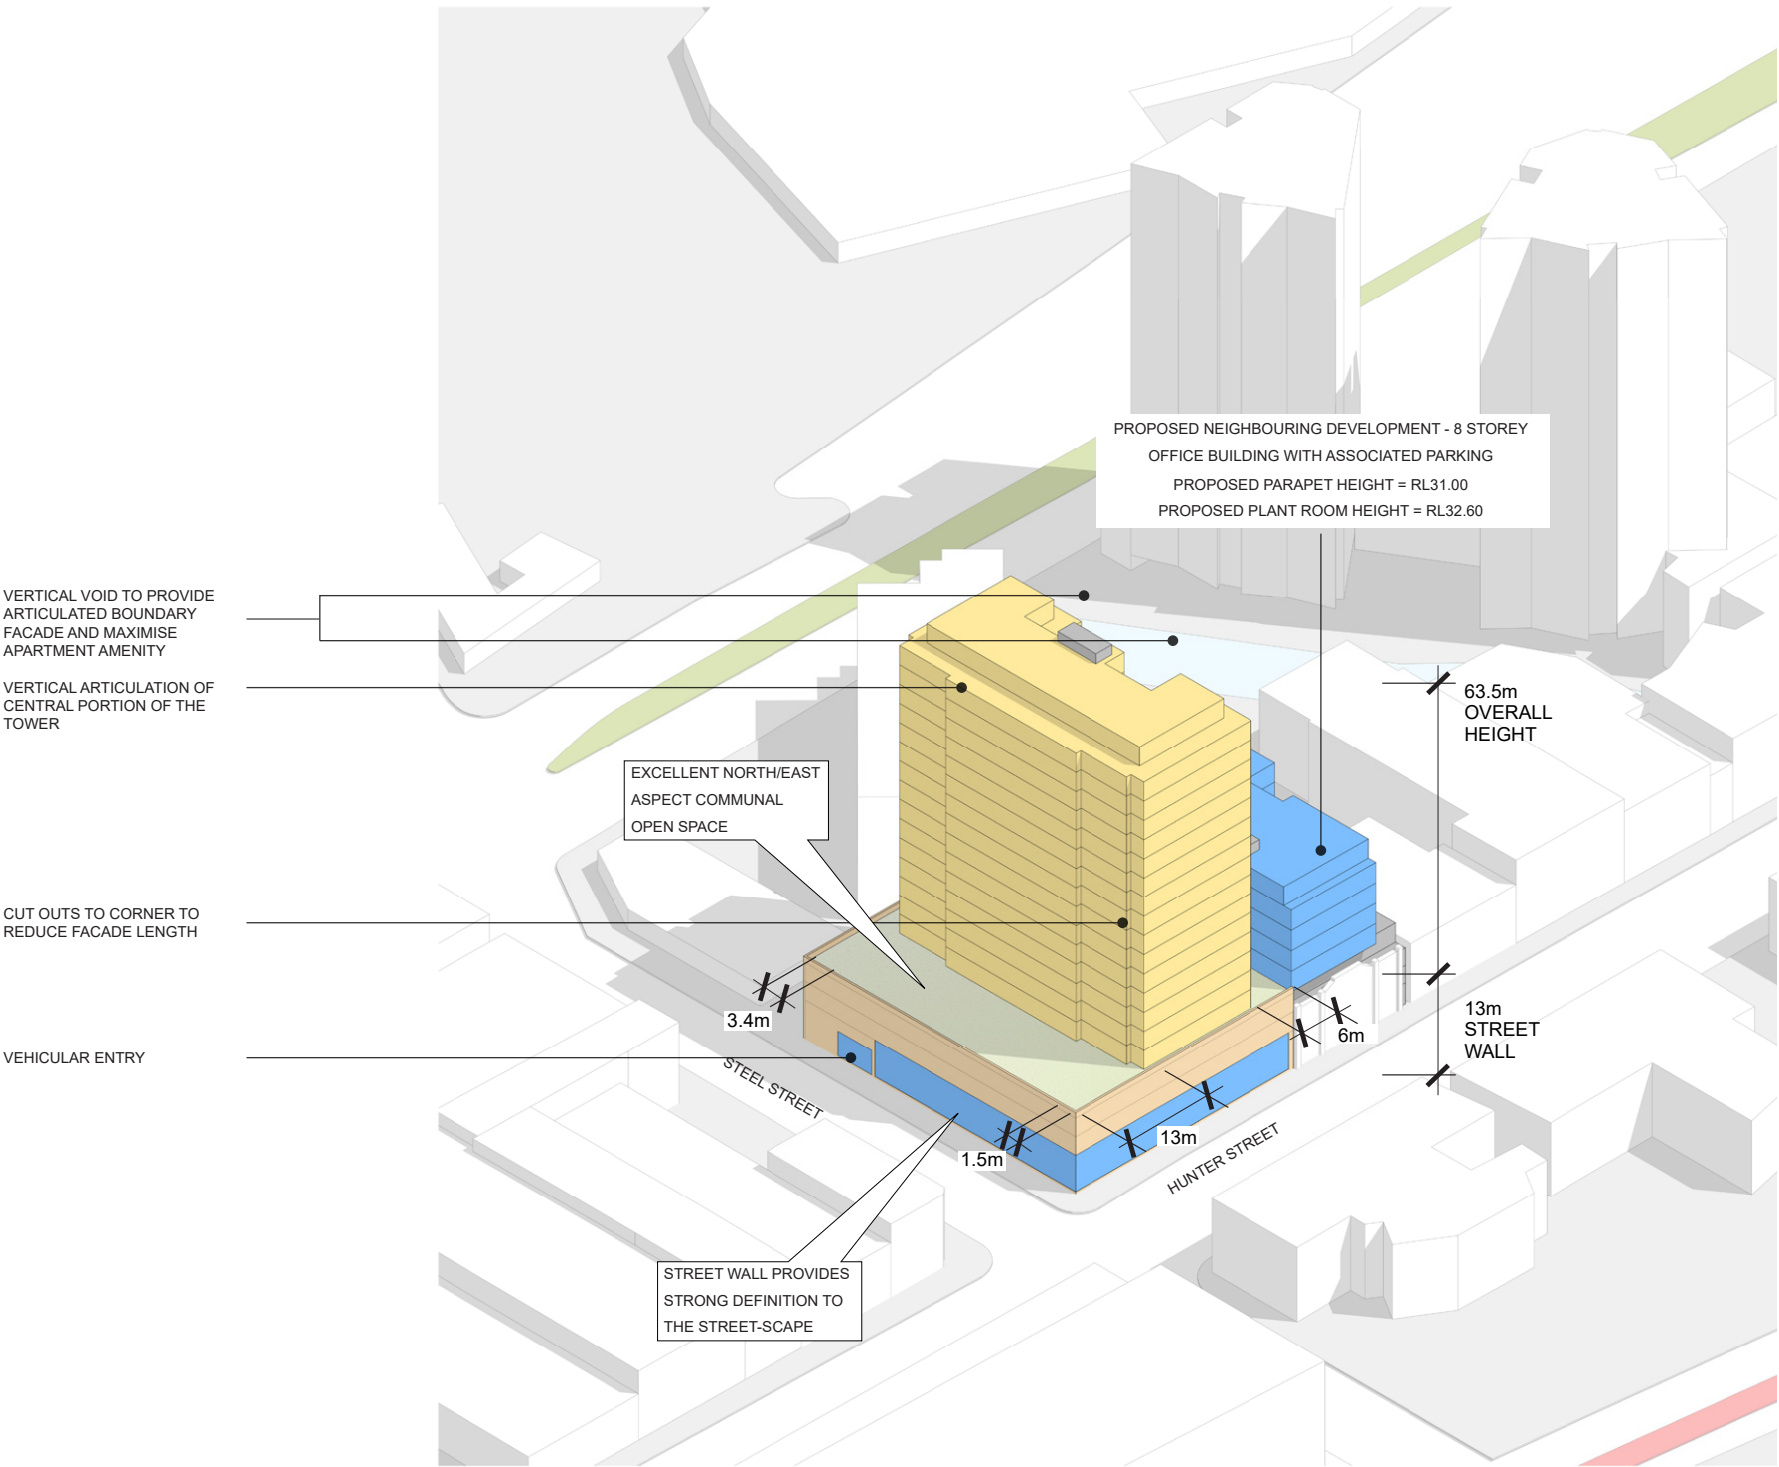 PROPOSED NEIGHBOURING DEVELOPMENT - 8 STOREY
OFFICE BUILDING WITH ASSOCIATED PARKING
PROPOSED PARAPET HEIGHT = RL31.00
PROPOSED PLANT ROOM HEIGHT = RL32.60
VERTICAL VOID TO PROVIDE
ARTICULATED BOUNDARY
FACADE AND MAXIMISE
APARTMENT AMENITY
VERTICAL ARTICULATION OF
CENTRAL PORTION OF THE
TOWER
63.5m
OVERALL
HEIGHT
EXCELLENT NORTH/EAST
ASPECT COMMUNAL
OPEN SPACE
CUT OUTS TO CORNER TO
REDUCE FACADE LENGTH
3.4m
6m
13m
STREET
WALL
VEHICULAR ENTRY
STEEL STREET
1.5m
13m
HUNTER STREET
STREET WALL PROVIDES
STRONG DEFINITION TO
THE STREET-SCAPE